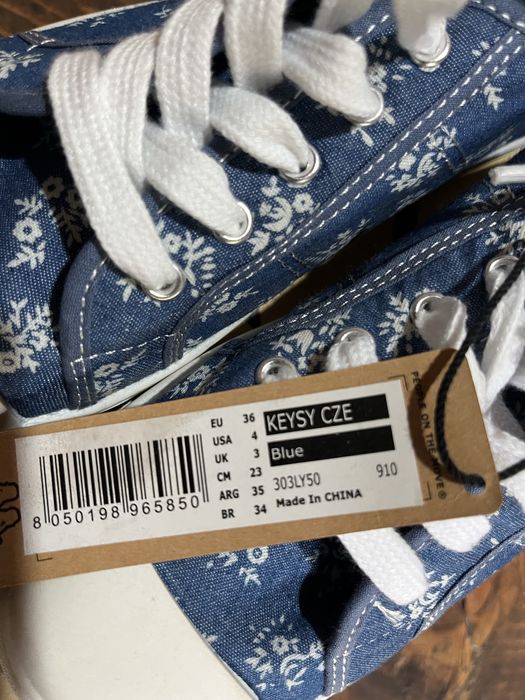 EU 36
USA 4
UK 3
CM 23
ARG 35
BR 34
KEYSY CZE
Blue
303LY50 910
Made In CHINA
8 050198 965850
PEOPLE ON THE MOVE®